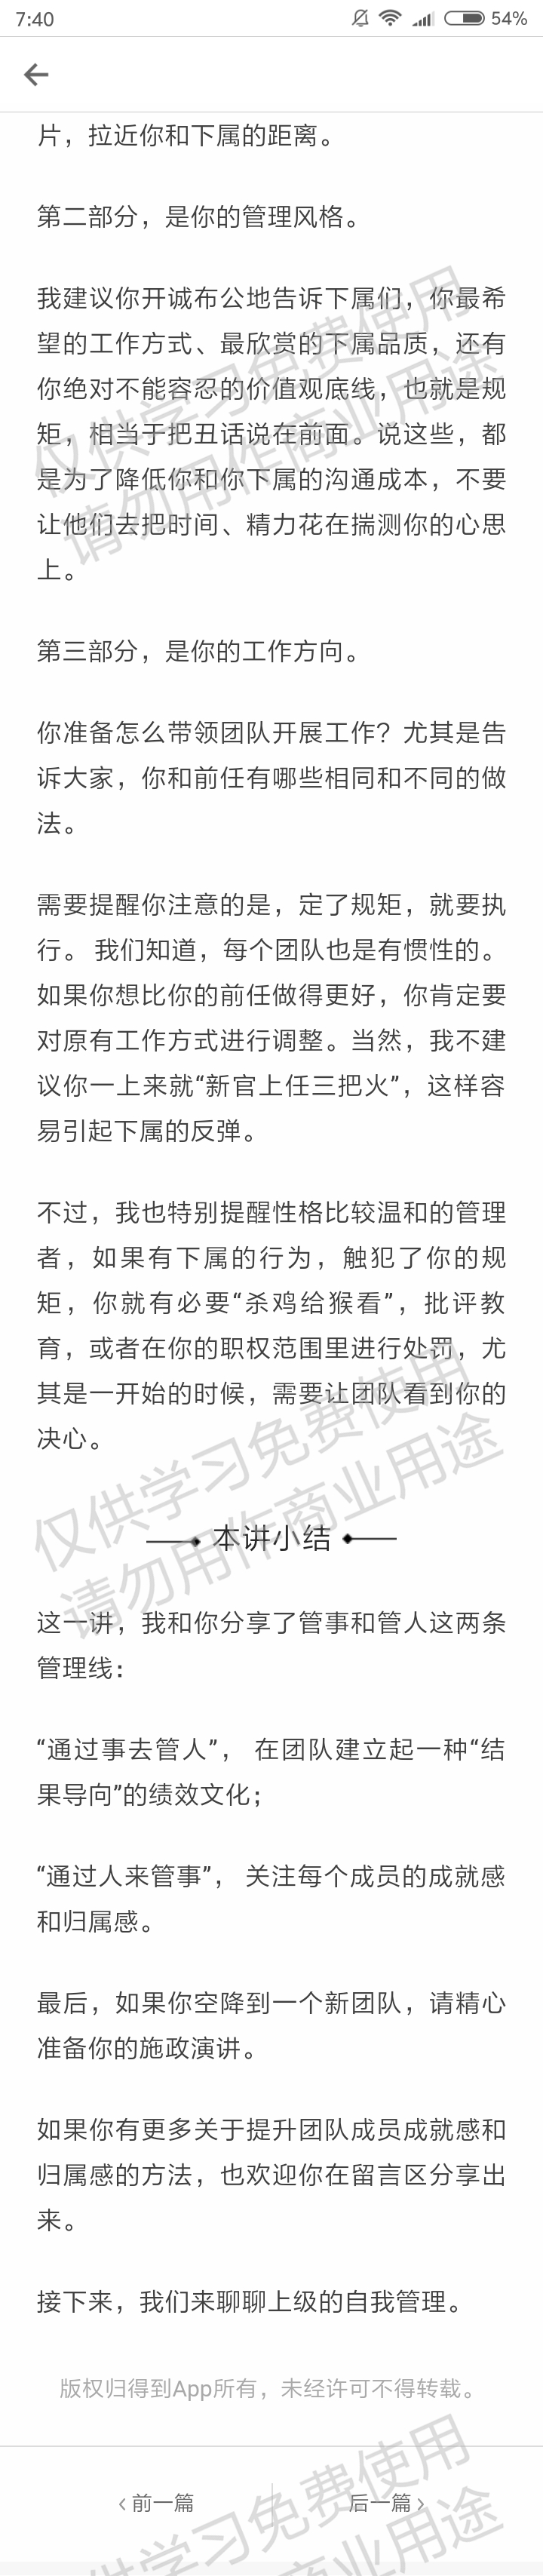 7:40
54%
片，拉近你和下属的距离。
第二部分，是你的管理风格。
我建议你开诚布公地告诉下属们，你最希
望的工作方式、最欣赏的下属品质，还有
你绝对不能容忍的价值观底线，也就是规
矩，相当于把丑话说在前面。说这些，都
是为了降低你和你下属的沟通成本，不要
让他们去把时间、精力花在揣测你的心思
上。
仅供学习免费使用
请勿用作商业用途
第三部分，是你的工作方向。
你准备怎么带领团队开展工作？尤其是告
诉大家，你和前任有哪些相同和不同的做
法。
需要提醒你注意的是，定了规矩，就要执
行。 我们知道，每个团队也是有惯性的。
如果你想比你的前任做得更好，你肯定要
对原有工作方式进行调整。当然，我不建
议你一上来就“新官上任三把火”，这样容
易引起下属的反弹。
不过，我也特别提醒性格比较温和的管理
者，如果有下属的行为，触犯了你的规
矩，你就有必要“杀鸡给猴看”，批评教
育，或者在你的职权范围里进行处罚，尤
其是一开始的时候，需要让团队看到你的
决心。
仅供学习免费使用
请勿用作商业用途
本讲小结
这一讲，我和你分享了管事和管人这两条
管理线：
“通过事去管人”， 在团队建立起一种“结
果导向”的绩效文化；
“通过人来管事”， 关注每个成员的成就感
和归属感。
最后，如果你空降到一个新团队，请精心
准备你的施政演讲。
如果你有更多关于提升团队成员成就感和
归属感的方法，也欢迎你在留言区分享出
来。
接下来，我们来聊聊上级的自我管理。
版权归得到App所有，未经许可不得转载。
‹ 前一篇
后一篇 ›
供学习免费使用
业用途